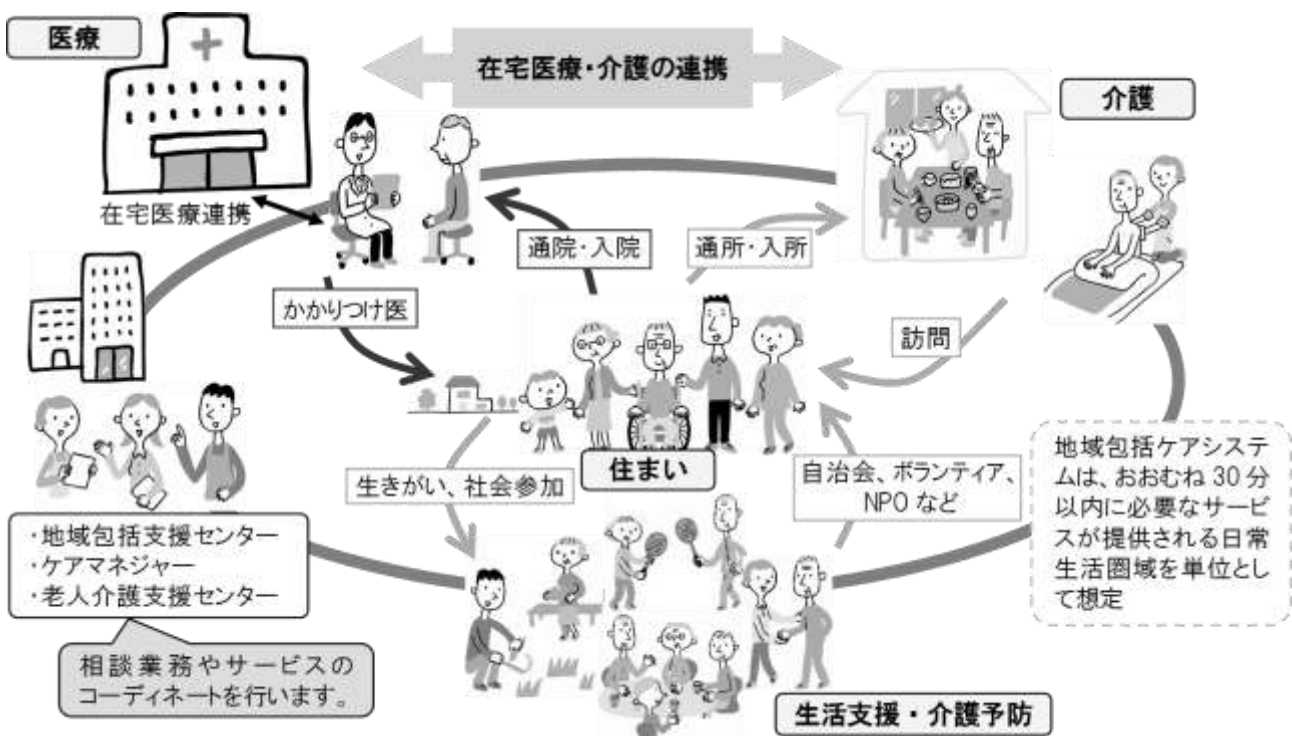 医療
在宅医療・介護の連携
介護
在宅医療連携
通院・入院
通所・入所
かかりつけ医
訪問
住まい
生きがい、社会参加
自治会、ボランティア、
NPO など
地域包括ケアシステ
ムは、おおむね 30 分
以内に必要なサービ
スが提供される日常
生活圏域を単位とし
て想定
・地域包括支援センター
・ケアマネジャー
・老人介護支援センター
相談業務やサービスの
コーディネートを行います。
生活支援・介護予防